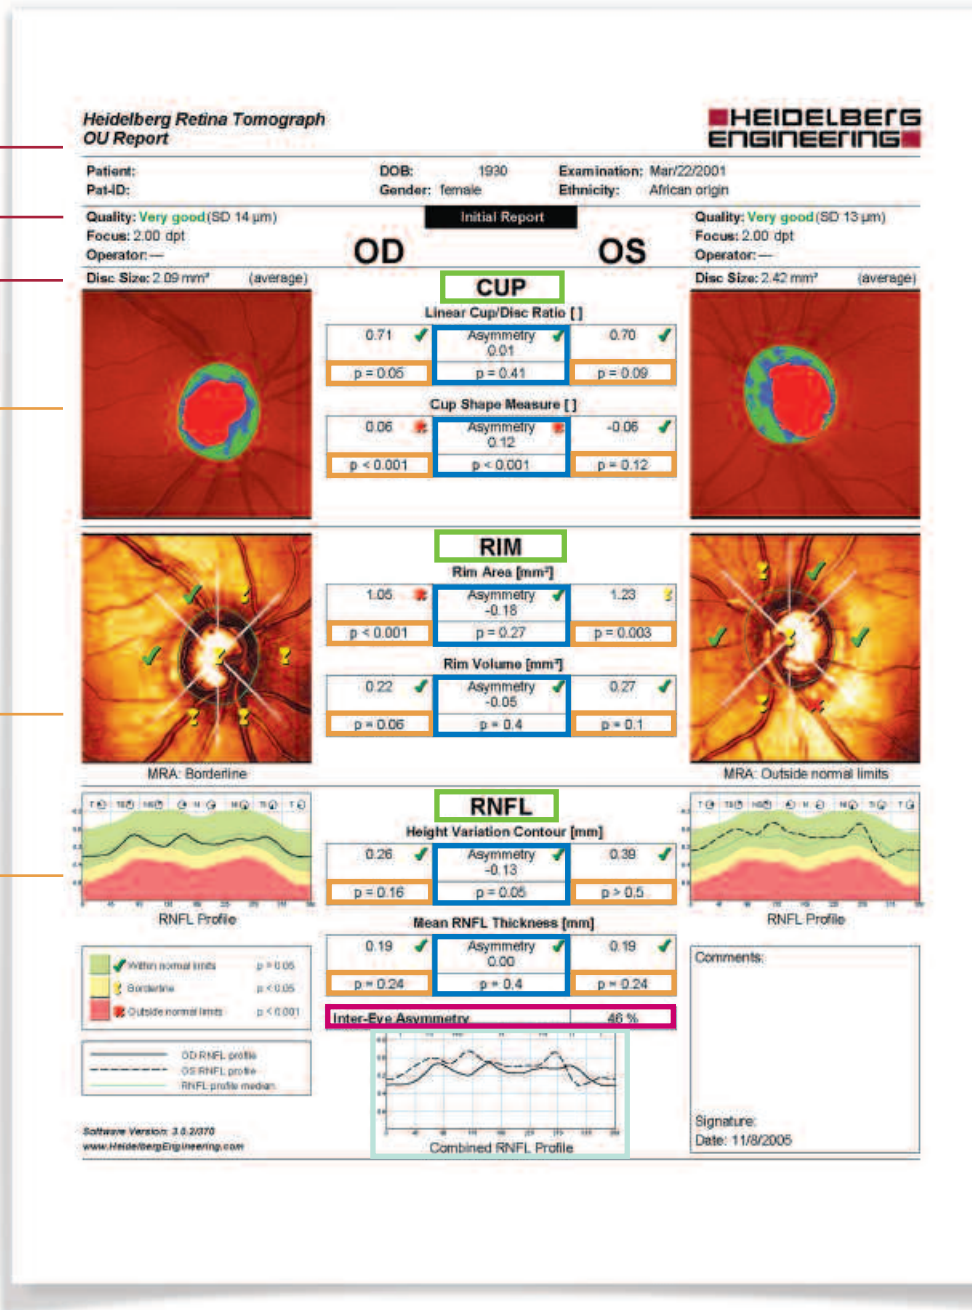 Heidelberg Retina Tomograph
OU Report
HEIDELBERG
ENGINEERING
Patient: DOB: 1930 Examination: Mar/22/2001
Pat-ID: Gender: female Ethnicity: African origin
Quality: Very good (SD 14 µm) Initial Report Quality: Very good (SD 13 µm)
Focus: 2.00 dpt Focus: 2.00 dpt
Operator: — OD OS Operator: —
Disc Size: 2.09 mm² (average) Disc Size: 2.42 mm² (average)
CUP
Linear Cup/Disc Ratio [ ]
0.71 Asymmetry 0.70
0.01
p = 0.05 p = 0.41 p = 0.09
Cup Shape Measure [ ]
0.06 Asymmetry -0.06
0.12
p < 0.001 p < 0.001 p = 0.12
RIM
Rim Area [mm²]
1.05 Asymmetry 1.23
-0.18
p < 0.001 p = 0.27 p = 0.003
Rim Volume [mm³]
0.22 Asymmetry 0.27
-0.05
p = 0.06 p = 0.4 p = 0.1
MRA: Borderline MRA: Outside normal limits
RNFL
Height Variation Contour [mm]
0.26 Asymmetry 0.39
-0.13
p = 0.16 p = 0.05 p > 0.5
RNFL Profile RNFL Profile
Mean RNFL Thickness [mm]
0.19 Asymmetry 0.19
0.00
p = 0.24 p = 0.4 p = 0.24
Inter-Eye Asymmetry 46 %
Within normal limits p > 0.05
Borderline p < 0.05
Outside normal limits p < 0.001
OD RNFL profile
OS RNFL profile
RNFL profile median
Combined RNFL Profile
Software Version: 3.0.2/070
www.HeidelbergEngineering.com
Comments:
Signature:
Date: 11/8/2005